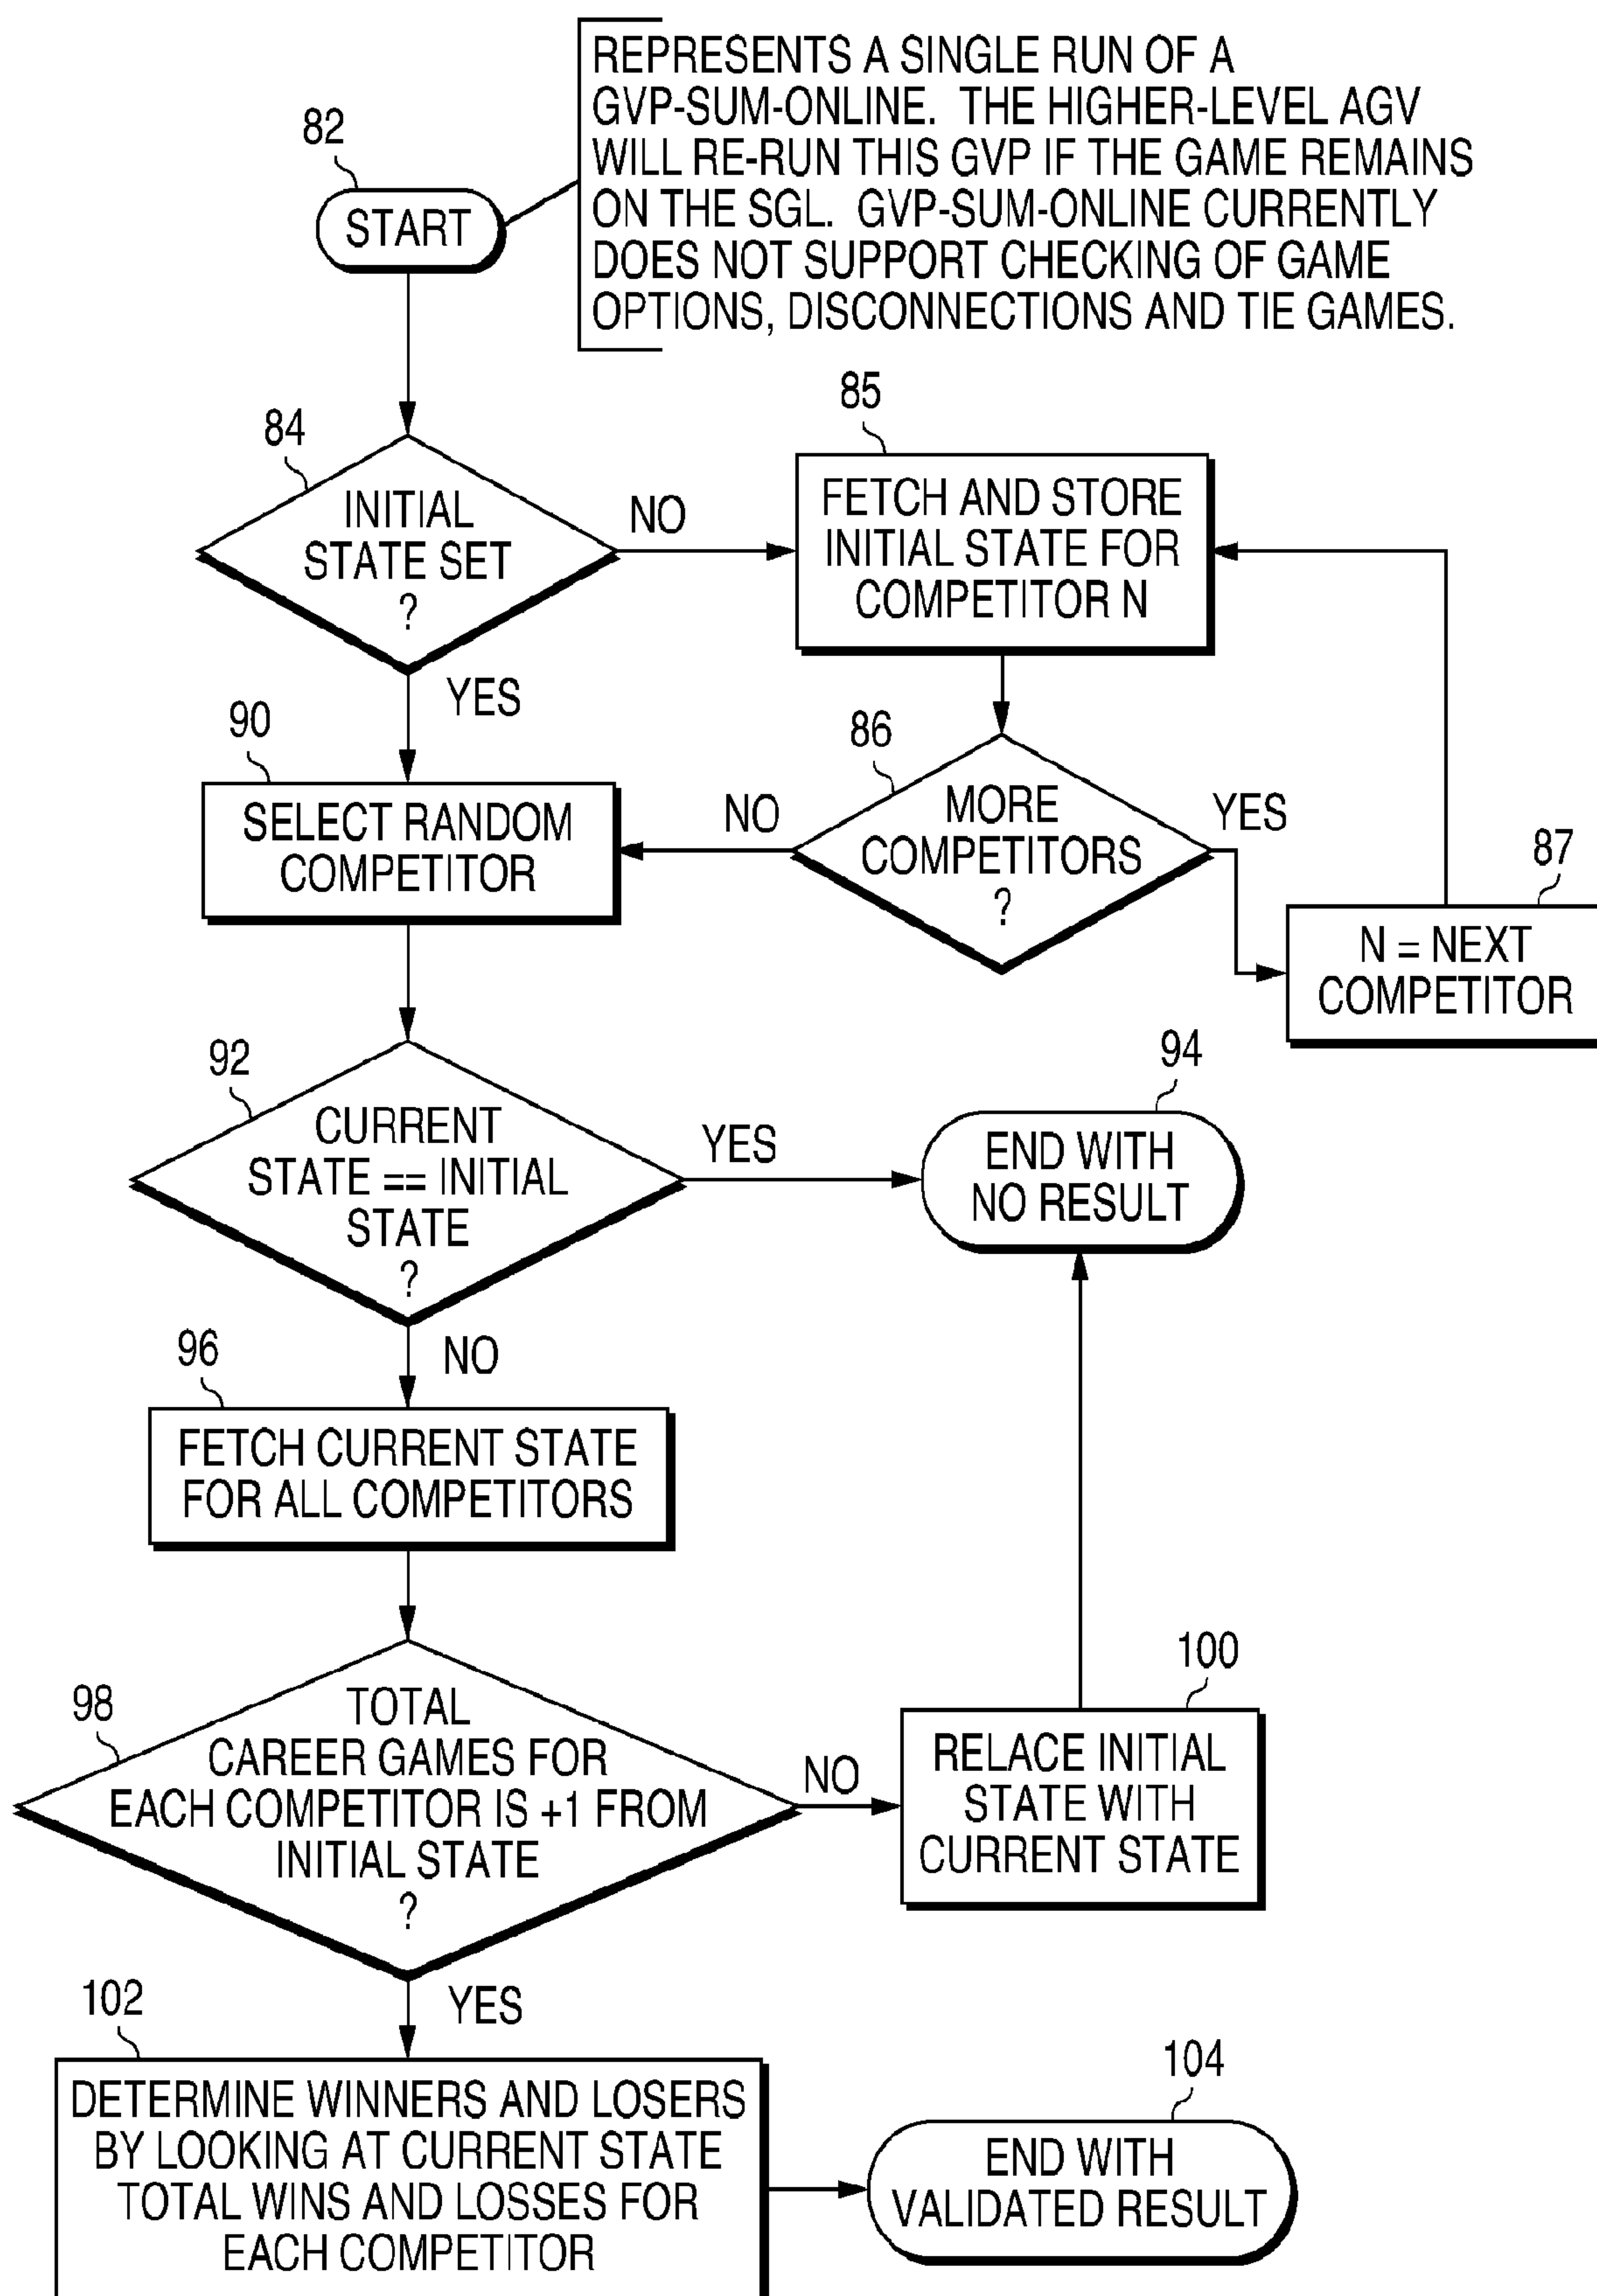 REPRESENTS A SINGLE RUN OF A
GVP-SUM-ONLINE. THE HIGHER-LEVEL AGV
WILL RE-RUN THIS GVP IF THE GAME REMAINS
ON THE SGL. GVP-SUM-ONLINE CURRENTLY
DOES NOT SUPPORT CHECKING OF GAME
OPTIONS, DISCONNECTIONS AND TIE GAMES.
82
START
84
INITIAL
STATE SET
?
NO
YES
85
FETCH AND STORE
INITIAL STATE FOR
COMPETITOR N
86
MORE
COMPETITORS
?
NO
YES
87
N = NEXT
COMPETITOR
90
SELECT RANDOM
COMPETITOR
92
CURRENT
STATE == INITIAL
STATE
?
YES
NO
94
END WITH
NO RESULT
96
FETCH CURRENT STATE
FOR ALL COMPETITORS
98
TOTAL
CAREER GAMES FOR
EACH COMPETITOR IS +1 FROM
INITIAL STATE
?
NO
YES
100
RELACE INITIAL
STATE WITH
CURRENT STATE
102
DETERMINE WINNERS AND LOSERS
BY LOOKING AT CURRENT STATE
TOTAL WINS AND LOSSES FOR
EACH COMPETITOR
104
END WITH
VALIDATED RESULT